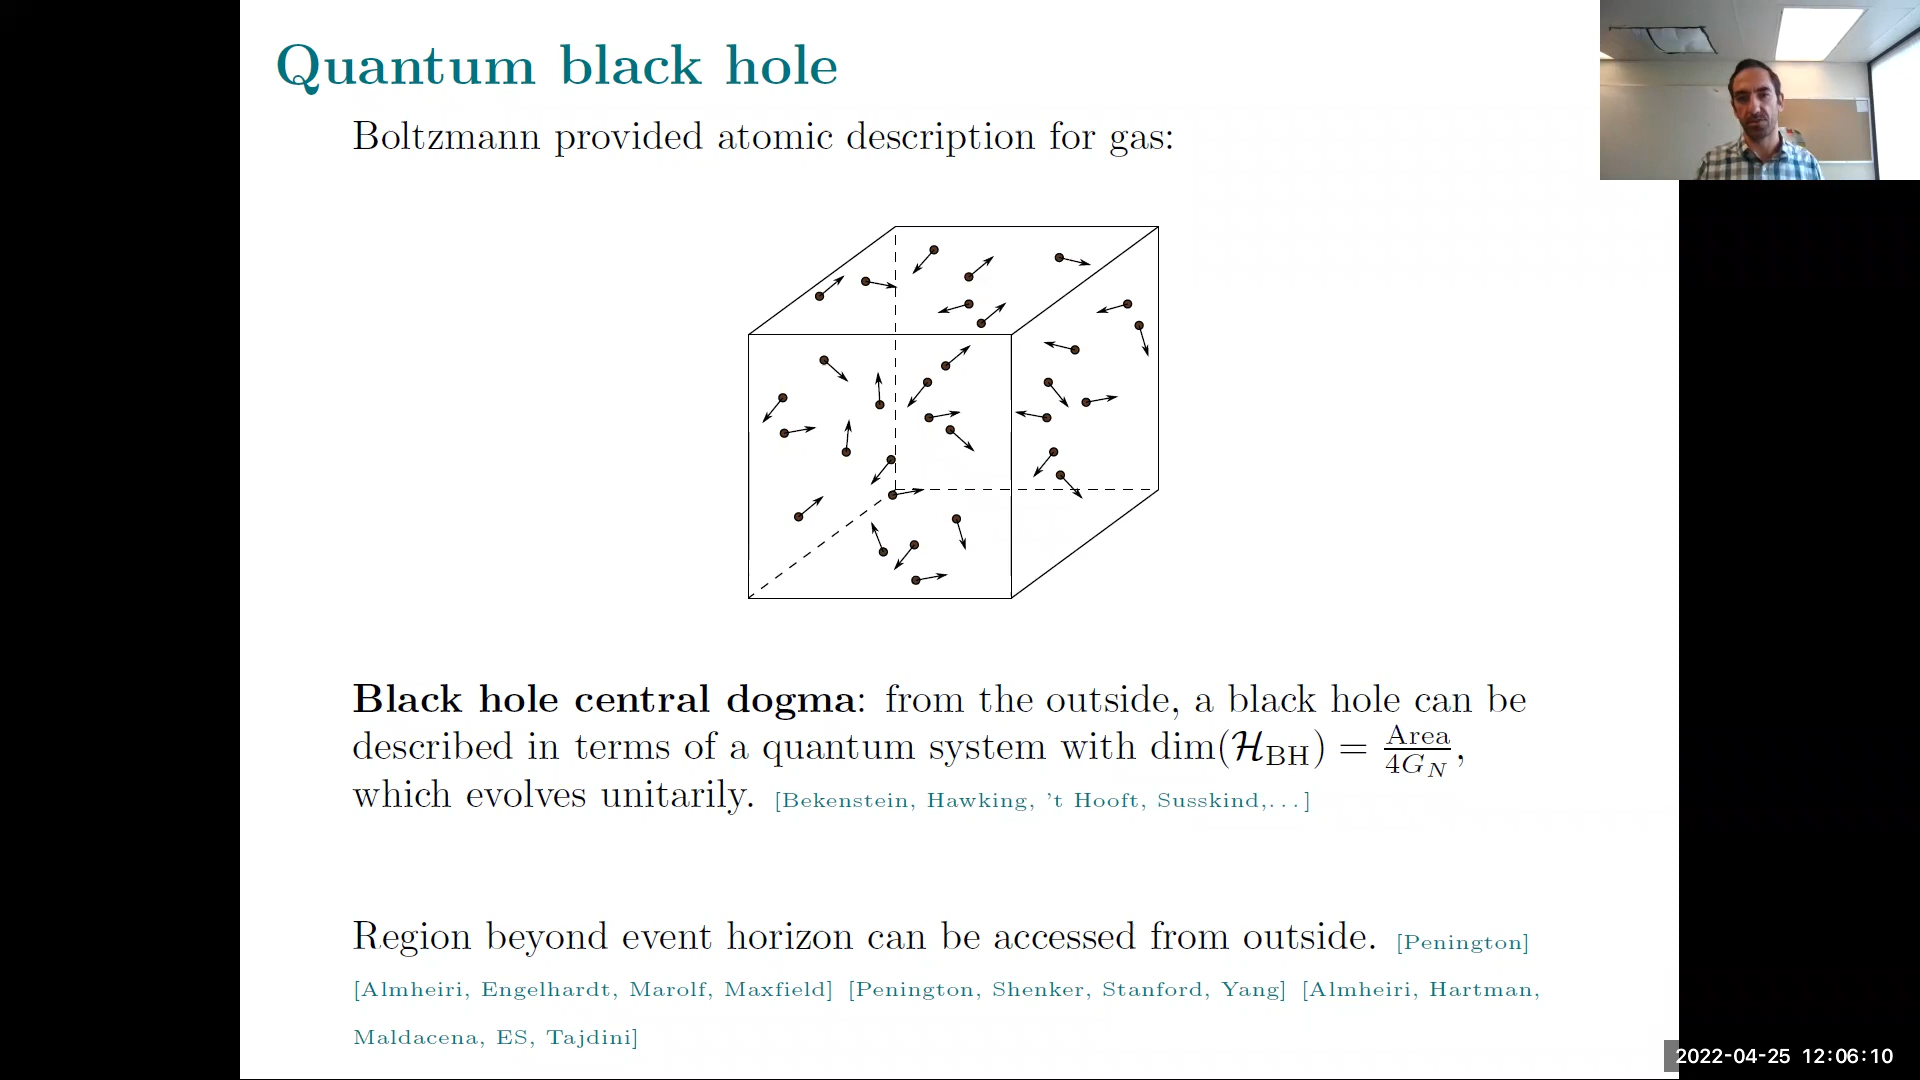 Quantum black hole
Boltzmann provided atomic description for gas:
Black hole central dogma: from the outside, a black hole can be
described in terms of a quantum system with dim(ℋ_BH) = Area/4G_N,
which evolves unitarily. [Bekenstein, Hawking, 't Hooft, Susskind,...]
Region beyond event horizon can be accessed from outside. [Penington]
[Almheiri, Engelhardt, Marolf, Maxfield] [Penington, Shenker, Stanford, Yang] [Almheiri, Hartman,
Maldacena, ES, Tajdini]
2022-04-25 12:06:10